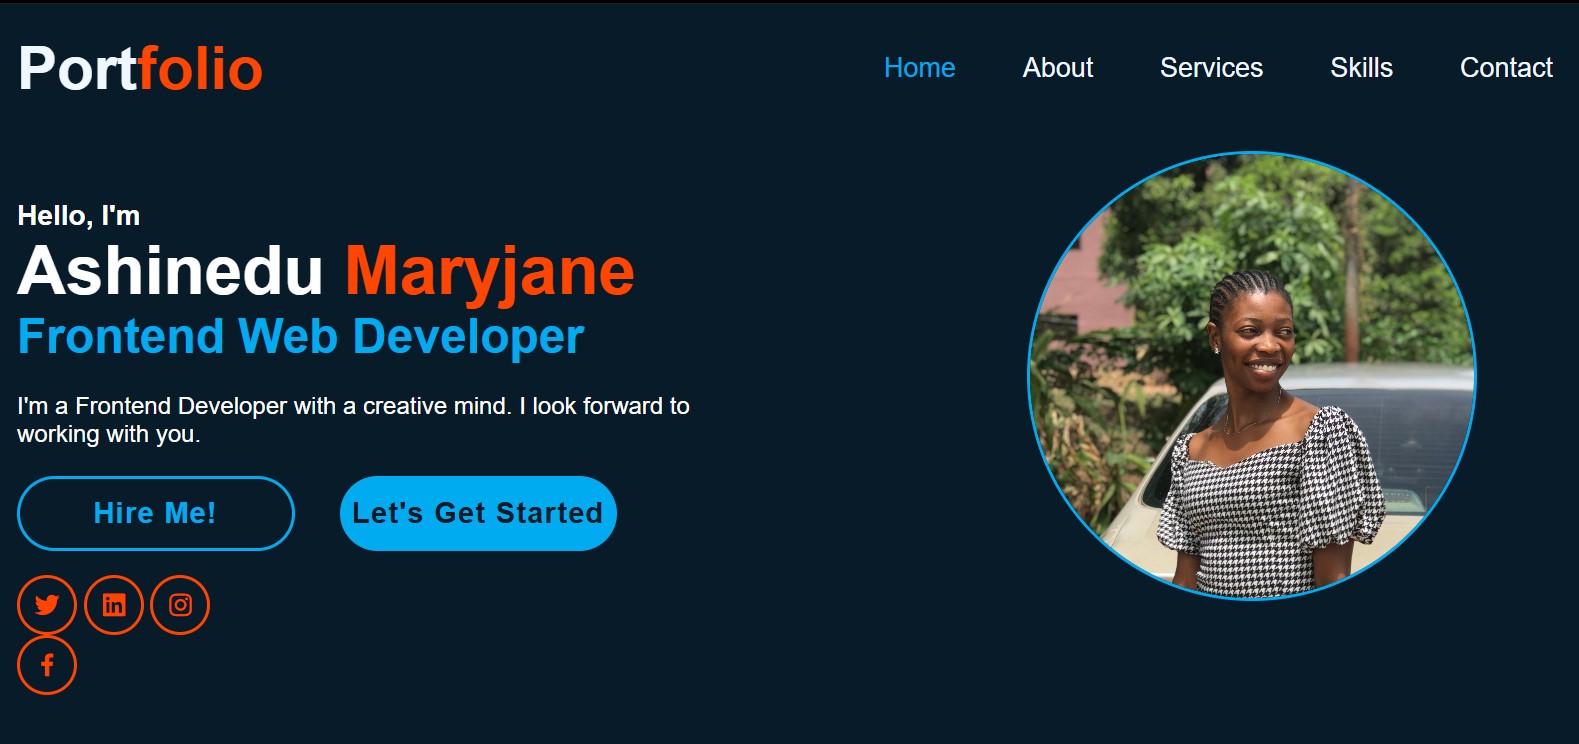 Portfolio
Home About Services Skills Contact
Hello, I'm
Ashinedu Maryjane
Frontend Web Developer
I'm a Frontend Developer with a creative mind. I look forward to
working with you.
Hire Me! Let's Get Started